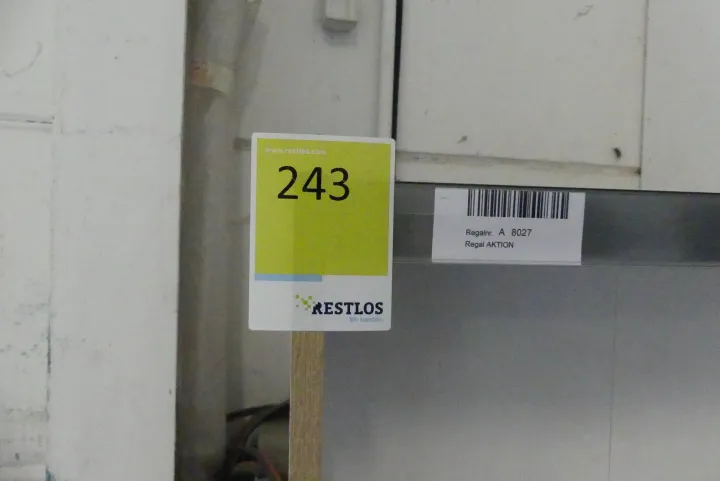 www.restlos.com
243
RESTLOS
Regalnr. A 8027
Regal AKTION